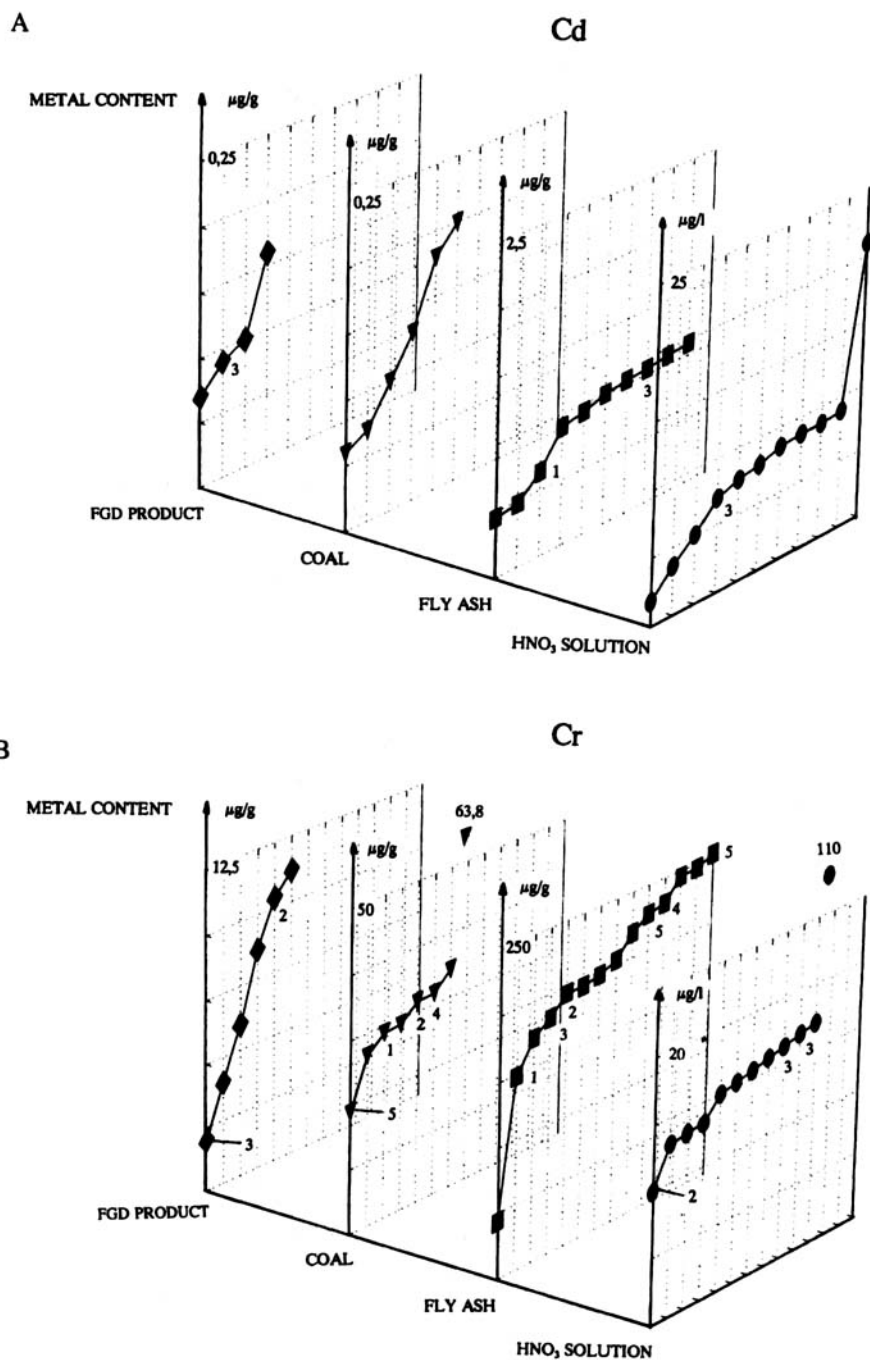 A
Cd
METAL CONTENT
µg/g
0,25
µg/g
0,25
µg/g
2,5
µg/l
25
3
1
3
3
FGD PRODUCT
COAL
FLY ASH
HNO₃ SOLUTION
B
Cr
METAL CONTENT
µg/g
12,5
63,8
µg/g
50
µg/g
250
110
µg/l
20
2
3
1
2
4
5
1
3
2
5
4
5
3
3
2
FGD PRODUCT
COAL
FLY ASH
HNO₃ SOLUTION